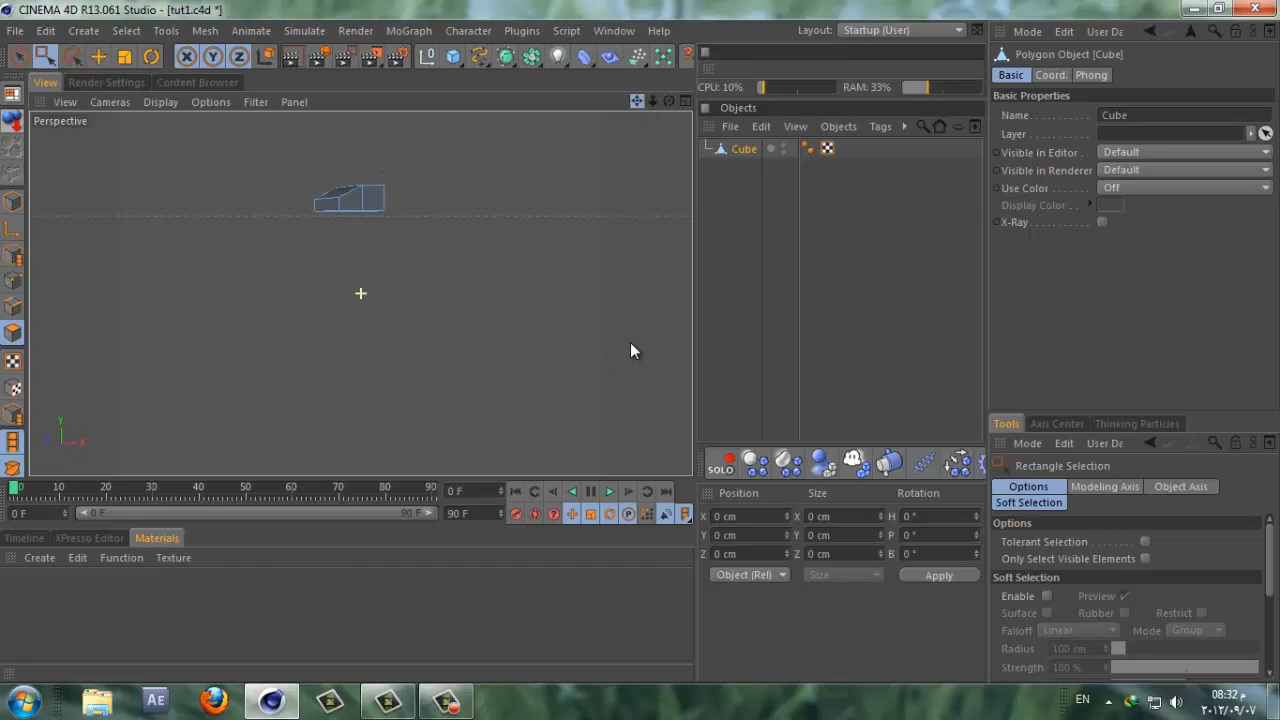 CINEMA 4D R13.061 Studio - [tut1.c4d *]
File Edit Create Select Tools Mesh Animate Simulate Render MoGraph Character Plugins Script Window Help Layout: Startup (User)
View Render Settings Content Browser
View Cameras Display Options Filter Panel
Perspective
Y
X
0 10 20 30 40 50 60 70 80 90 0 F
0 F 0 F 90 F 90 F
Timeline XPresso Editor Materials
Create Edit Function Texture
CPU: 10% RAM: 33%
Objects
File Edit View Objects Tags
Cube
SOLO
Position Size Rotation
X 0 cm X 0 cm H 0 °
Y 0 cm Y 0 cm P 0 °
Z 0 cm Z 0 cm B 0 °
Object (Rel) Size Apply
Mode Edit User Da
Polygon Object [Cube]
Basic Coord. Phong
Basic Properties
Name Cube
Layer
Visible in Editor Default
Visible in Renderer Default
Use Color Off
Display Color
X-Ray
Tools Axis Center Thinking Particles
Mode Edit User Da
Rectangle Selection
Options Modeling Axis Object Axis
Soft Selection
Options
Tolerant Selection
Only Select Visible Elements
Soft Selection
Enable Preview
Surface Rubber Restrict
Falloff Linear Mode Group
Radius 100 cm
Strength 100 %
AE
EN
08:32 م
٢٠١٢/٠٩/٠٧